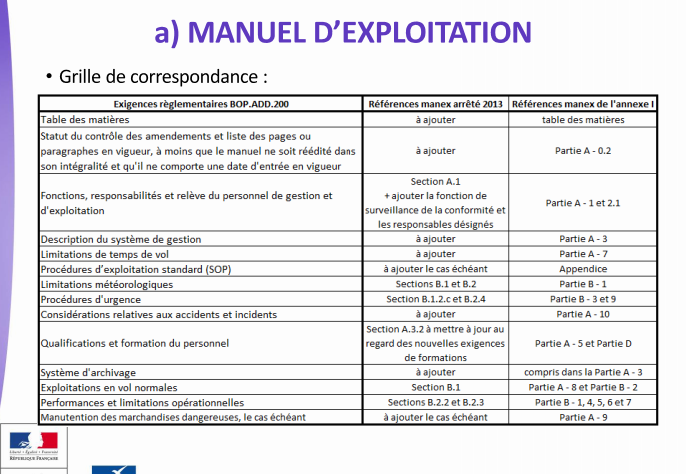 a) MANUEL D'EXPLOITATION
• Grille de correspondance :
Exigences règlementaires BOP.ADD.200 Références manex arrêté 2013 Références manex de l'annexe I
Table des matières à ajouter table des matières
Statut du contrôle des amendements et liste des pages ou
paragraphes en vigueur, à moins que le manuel ne soit réédité dans
son intégralité et qu'il ne comporte une date d'entrée en vigueur
à ajouter
Partie A - 0.2
Fonctions, responsabilités et relève du personnel de gestion et
d'exploitation
Section A.1
+ ajouter la fonction de
surveillance de la conformité et
les responsables désignés
Partie A - 1 et 2.1
Description du système de gestion à ajouter Partie A - 3
Limitations de temps de vol à ajouter Partie A - 7
Procédures d'exploitation standard (SOP) à ajouter le cas échéant Appendice
Limitations météorologiques Sections B.1 et B.2 Partie B - 1
Procédures d'urgence Section B.1.2.c et B.2.4 Partie B - 3 et 9
Considérations relatives aux accidents et incidents à ajouter Partie A - 10
Qualifications et formation du personnel
Section A.3.2 à mettre à jour au
regard des nouvelles exigences
de formations
Partie A - 5 et Partie D
Système d'archivage à ajouter compris dans la Partie A - 3
Exploitations en vol normales Section B.1 Partie A - 8 et Partie B - 2
Performances et limitations opérationnelles Sections B.2.2 et B.2.3 Partie B - 1, 4, 5, 6 et 7
Manutention des marchandises dangereuses, le cas échéant à ajouter le cas échéant Partie A - 9
Liberté • Égalité • Fraternité
RÉPUBLIQUE FRANÇAISE